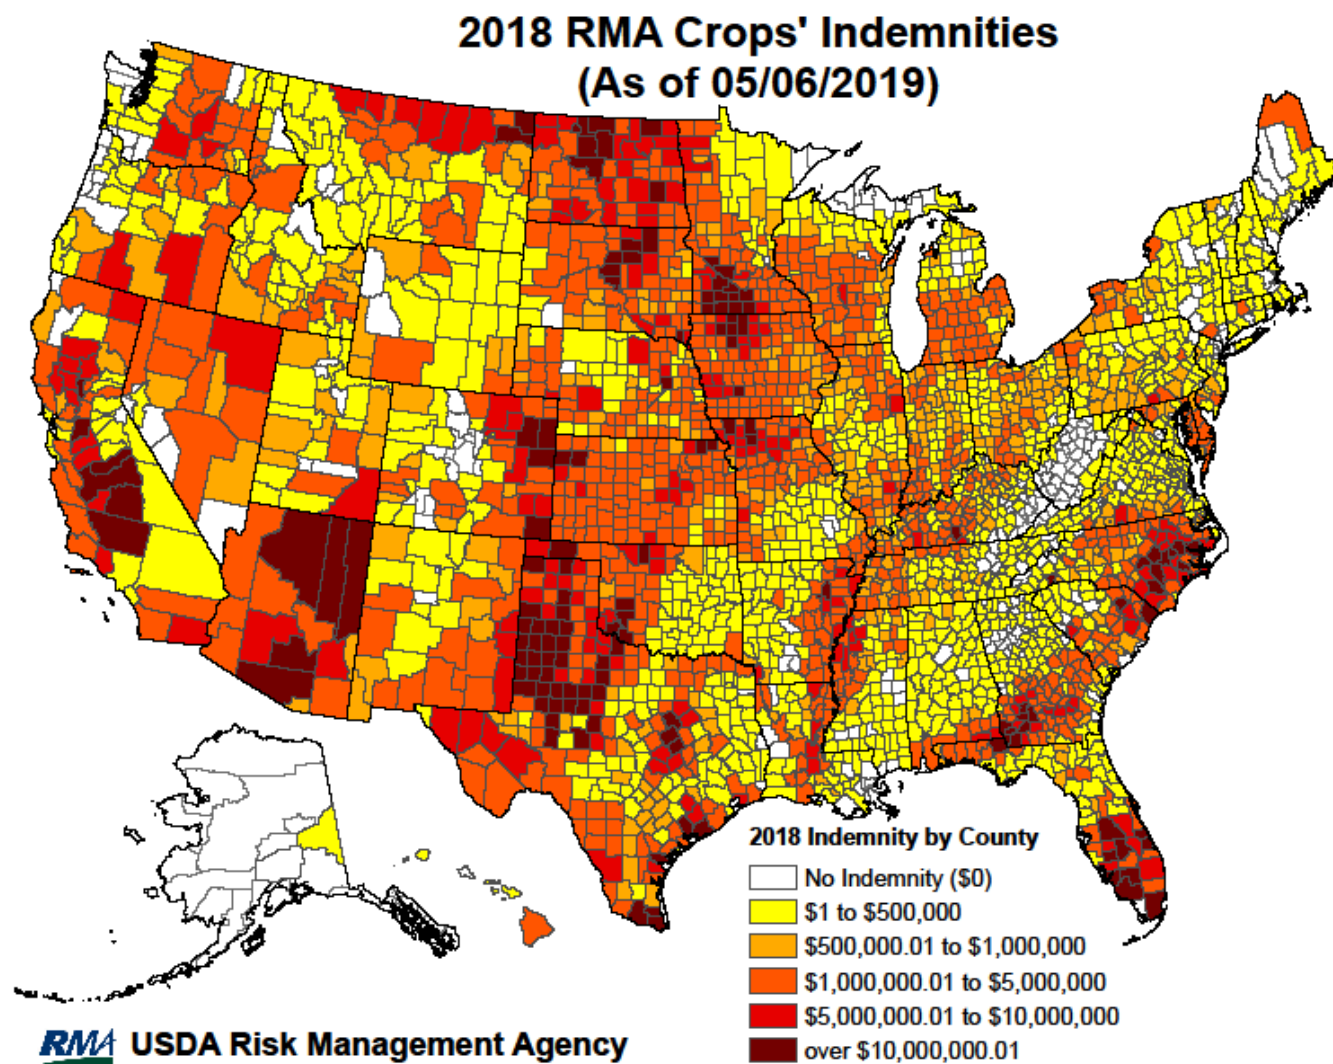 2018 RMA Crops' Indemnities
(As of 05/06/2019)
2018 Indemnity by County
No Indemnity ($0)
$1 to $500,000
$500,000.01 to $1,000,000
$1,000,000.01 to $5,000,000
$5,000,000.01 to $10,000,000
over $10,000,000.01
RMA USDA Risk Management Agency